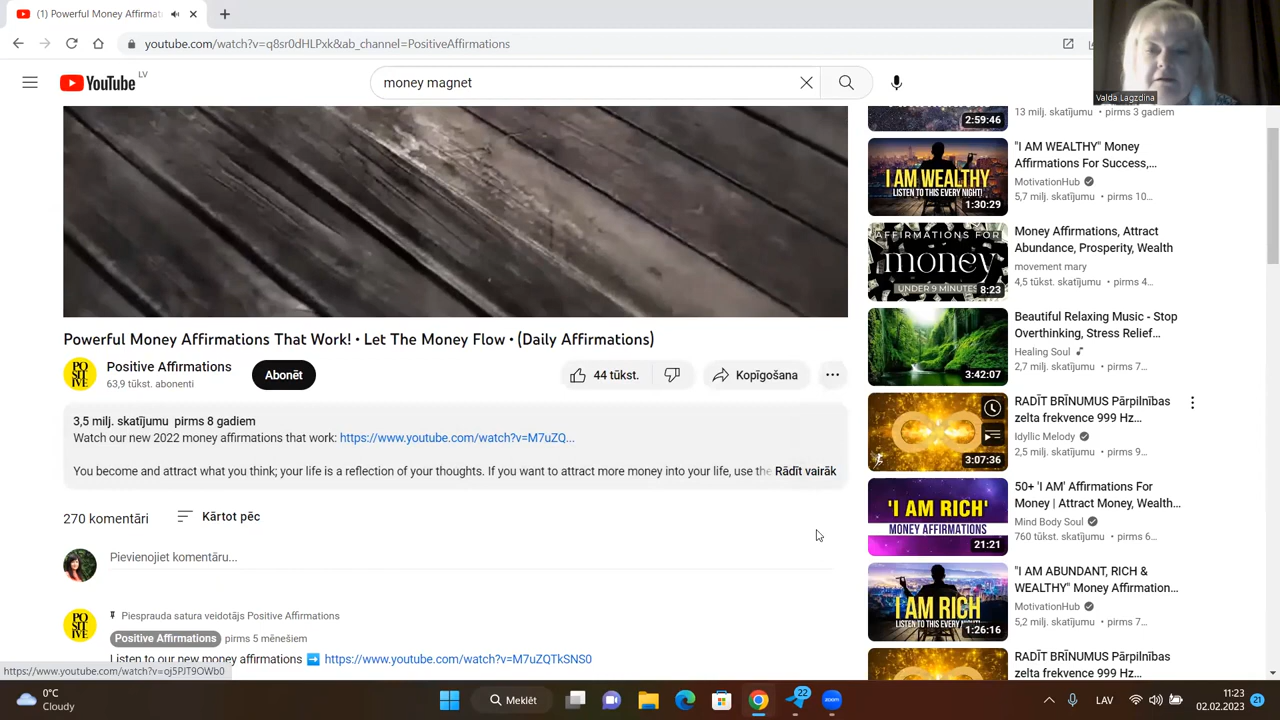 (1) Powerful Money Affirmat
youtube.com/watch?v=q8sr0dHLPxk&ab_channel=PositiveAffirmations
YouTube LV
money magnet
Valda Lagzdina
2:59:46
13 milj. skatījumu • pirms 3 gadiem
I AM WEALTHY
LISTEN TO THIS EVERY NIGHT!
1:30:29
"I AM WEALTHY" Money
Affirmations For Success,...
MotivationHub
5,7 milj. skatījumu • pirms 10...
AFFIRMATIONS FOR
money
UNDER 9 MINUTES
8:23
Money Affirmations, Attract
Abundance, Prosperity, Wealth
movement mary
4,5 tūkst. skatījumu • pirms 4...
3:42:07
Beautiful Relaxing Music - Stop
Overthinking, Stress Relief...
Healing Soul
2,7 milj. skatījumu • pirms 7...
3:07:36
RADĪT BRĪNUMUS Pārpilnības
zelta frekvence 999 Hz...
Idyllic Melody
2,5 milj. skatījumu • pirms 9...
'I AM RICH'
MONEY AFFIRMATIONS
21:21
50+ 'I AM' Affirmations For
Money | Attract Money, Wealth...
Mind Body Soul
760 tūkst. skatījumu • pirms 6...
I AM RICH
LISTEN TO THIS EVERY NIGHT!
1:26:16
"I AM ABUNDANT, RICH &
WEALTHY" Money Affirmation...
MotivationHub
5,2 milj. skatījumu • pirms 7...
RADĪT BRĪNUMUS Pārpilnības
zelta frekvence 999 Hz...
Powerful Money Affirmations That Work! • Let The Money Flow • (Daily Affirmations)
POSITIVE
Positive Affirmations
63,9 tūkst. abonenti
Abonēt
44 tūkst.
Kopīgošana
3,5 milj. skatījumu pirms 8 gadiem
Watch our new 2022 money affirmations that work: https://www.youtube.com/watch?v=M7uZQ...
You become and attract what you think; your life is a reflection of your thoughts. If you want to attract more money into your life, use the Rādīt vairāk
270 komentāri
Kārtot pēc
Pievienojiet komentāru...
POSITIVE
Piesprauda satura veidotājs Positive Affirmations
Positive Affirmations pirms 5 mēnešiem
Listen to our new money affirmations ➡ https://www.youtube.com/watch?v=M7uZQTkSNS0
https://www.youtube.com/watch?v=oj5PJT9OWb0
0°C
Cloudy
Meklēt
22
zoom
LAV
11:23
02.02.2023
21